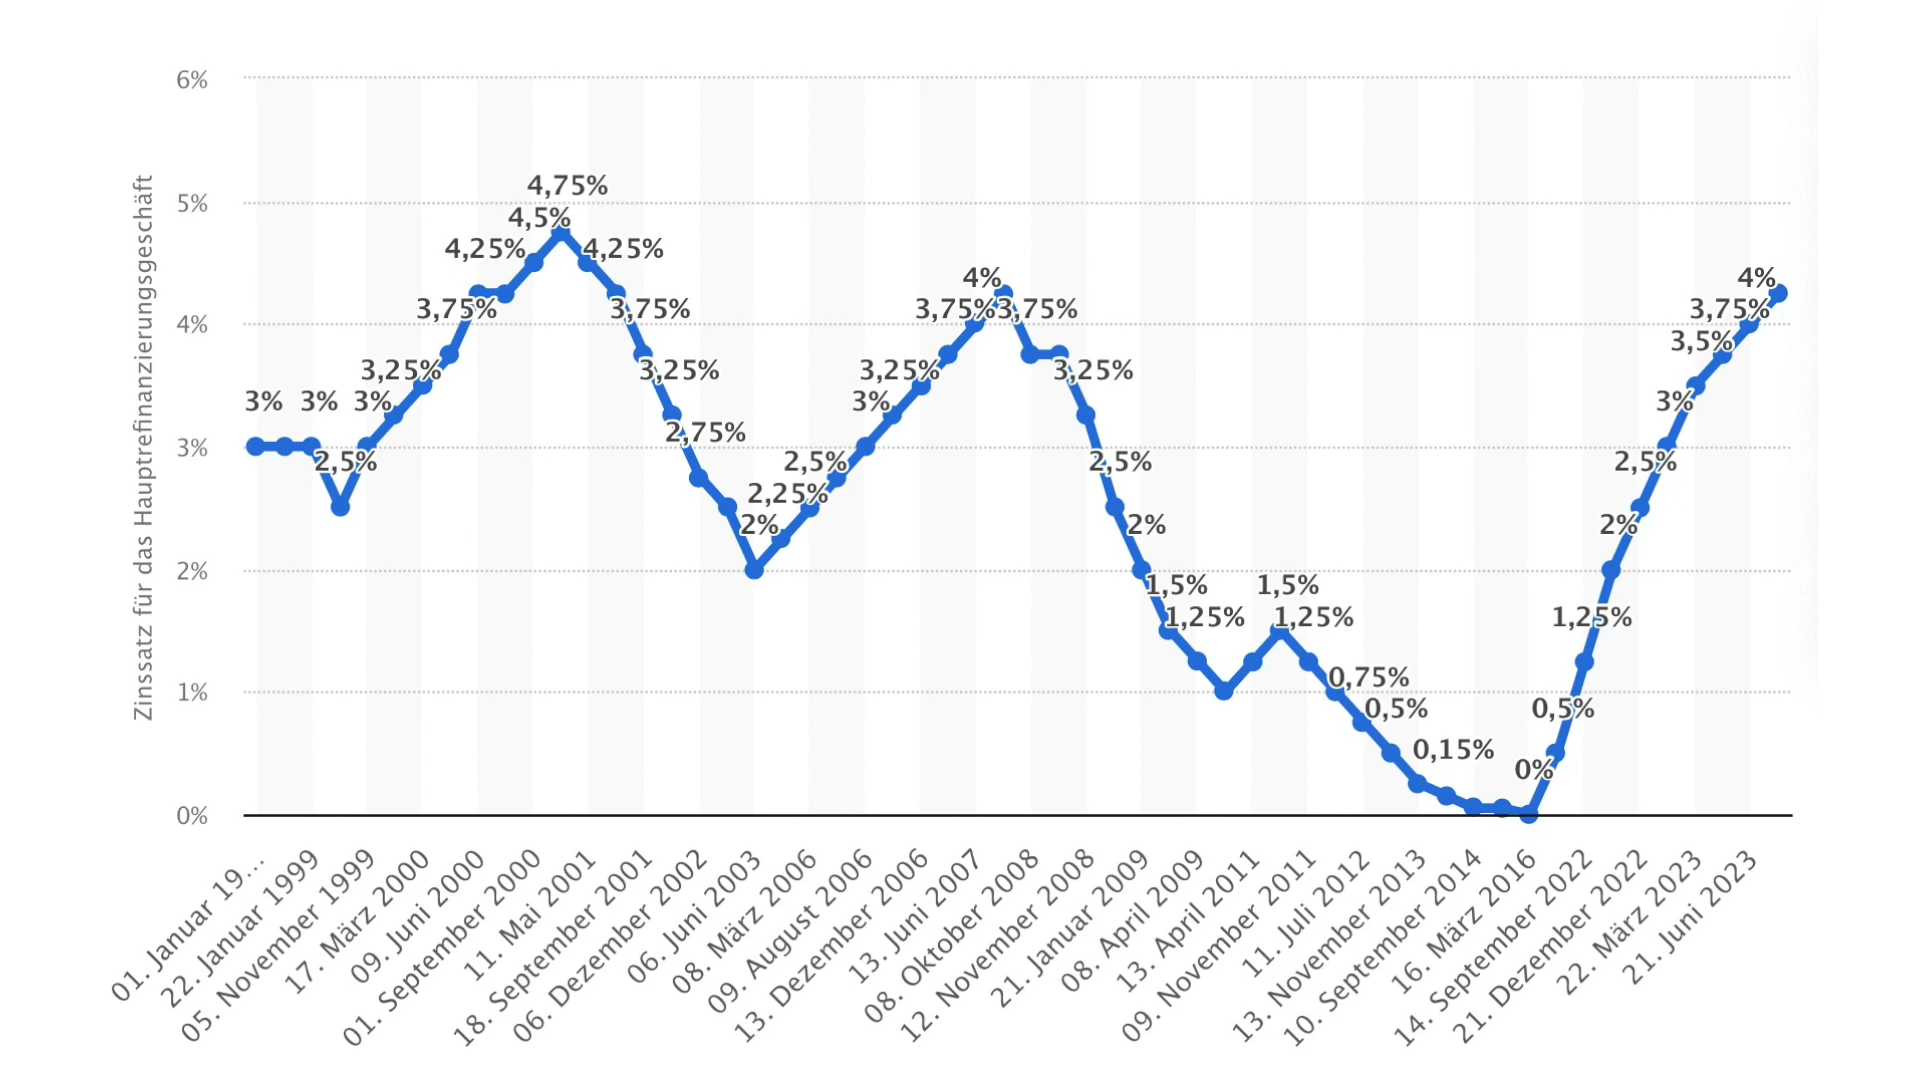 6%
5%
4%
3%
2%
1%
0%
Zinssatz für das Hauptrefinanzierungsgeschäft
3%
3%
2,5%
3%
3,25%
3,75%
4,25%
4,5%
4,75%
4,25%
3,75%
3,25%
2,75%
2%
2,25%
2,5%
3%
3,25%
3,75%
4%
3,75%
3,25%
2,5%
2%
1,5%
1,25%
1,5%
1,25%
0,75%
0,5%
0,15%
0%
0,5%
1,25%
2%
2,5%
3%
3,5%
3,75%
4%
01. Januar 19...
22. Januar 1999
05. November 1999
17. März 2000
09. Juni 2000
01. September 2000
11. Mai 2001
18. September 2001
06. Dezember 2002
06. Juni 2003
08. März 2006
09. August 2006
13. Dezember 2006
13. Juni 2007
08. Oktober 2008
12. November 2008
21. Januar 2009
08. April 2009
13. April 2011
09. November 2011
11. Juli 2012
13. November 2013
10. September 2014
16. März 2016
14. September 2022
21. Dezember 2022
22. März 2023
21. Juni 2023